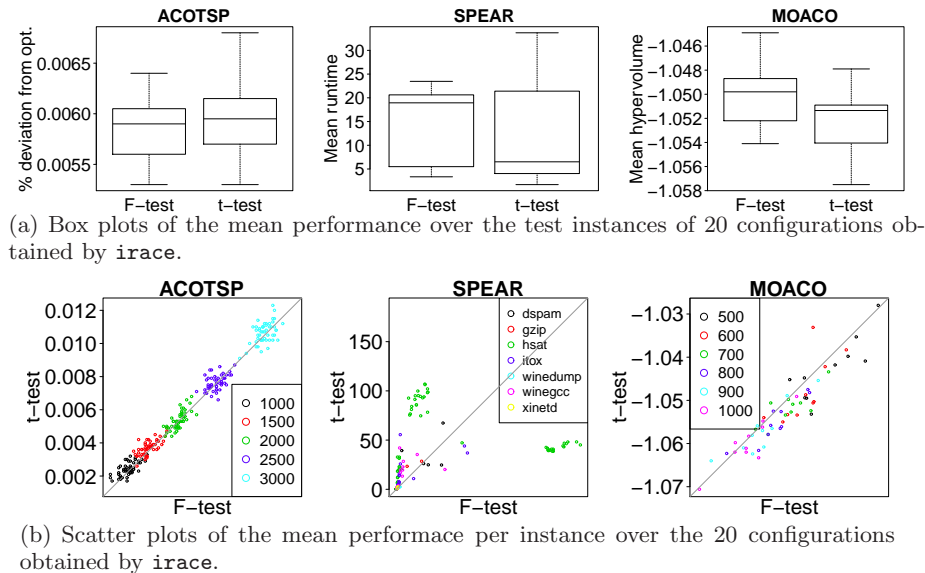 ACOTSP SPEAR MOACO
% deviation from opt.
0.0065
0.0060
0.0055
F−test t−test
Mean runtime
30
25
20
15
10
5
F−test t−test
Mean hypervolume
−1.046
−1.048
−1.050
−1.052
−1.054
−1.056
−1.058
F−test t−test
(a) Box plots of the mean performance over the test instances of 20 configurations ob-
tained by irace.
ACOTSP SPEAR MOACO
t−test
0.012
0.010
0.008
0.006
0.004
0.002
1000
1500
2000
2500
3000
F−test
t−test
150
100
50
0
dspam
gzip
hsat
itox
winedump
winegcc
xinetd
F−test
t−test
−1.03
−1.04
−1.05
−1.06
−1.07
500
600
700
800
900
1000
F−test
(b) Scatter plots of the mean performace per instance over the 20 configurations
obtained by irace.